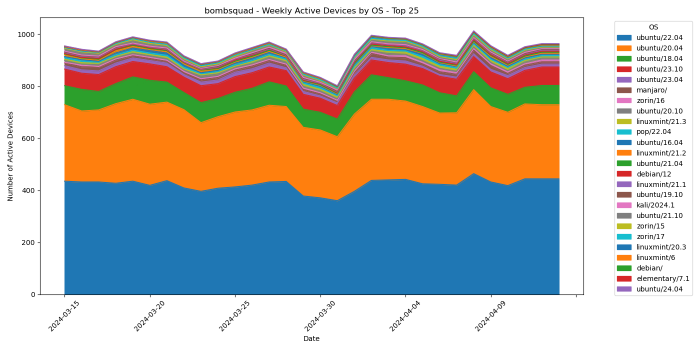 bombsquad - Weekly Active Devices by OS - Top 25
Number of Active Devices
1000
800
600
400
200
0
2024-03-15
2024-03-20
2024-03-25
2024-03-30
2024-04-04
2024-04-09
Date
OS
ubuntu/22.04
ubuntu/20.04
ubuntu/18.04
ubuntu/23.10
ubuntu/23.04
manjaro/
zorin/16
ubuntu/20.10
linuxmint/21.3
pop/22.04
ubuntu/16.04
linuxmint/21.2
ubuntu/21.04
debian/12
linuxmint/21.1
ubuntu/19.10
kali/2024.1
ubuntu/21.10
zorin/15
zorin/17
linuxmint/20.3
linuxmint/6
debian/
elementary/7.1
ubuntu/24.04